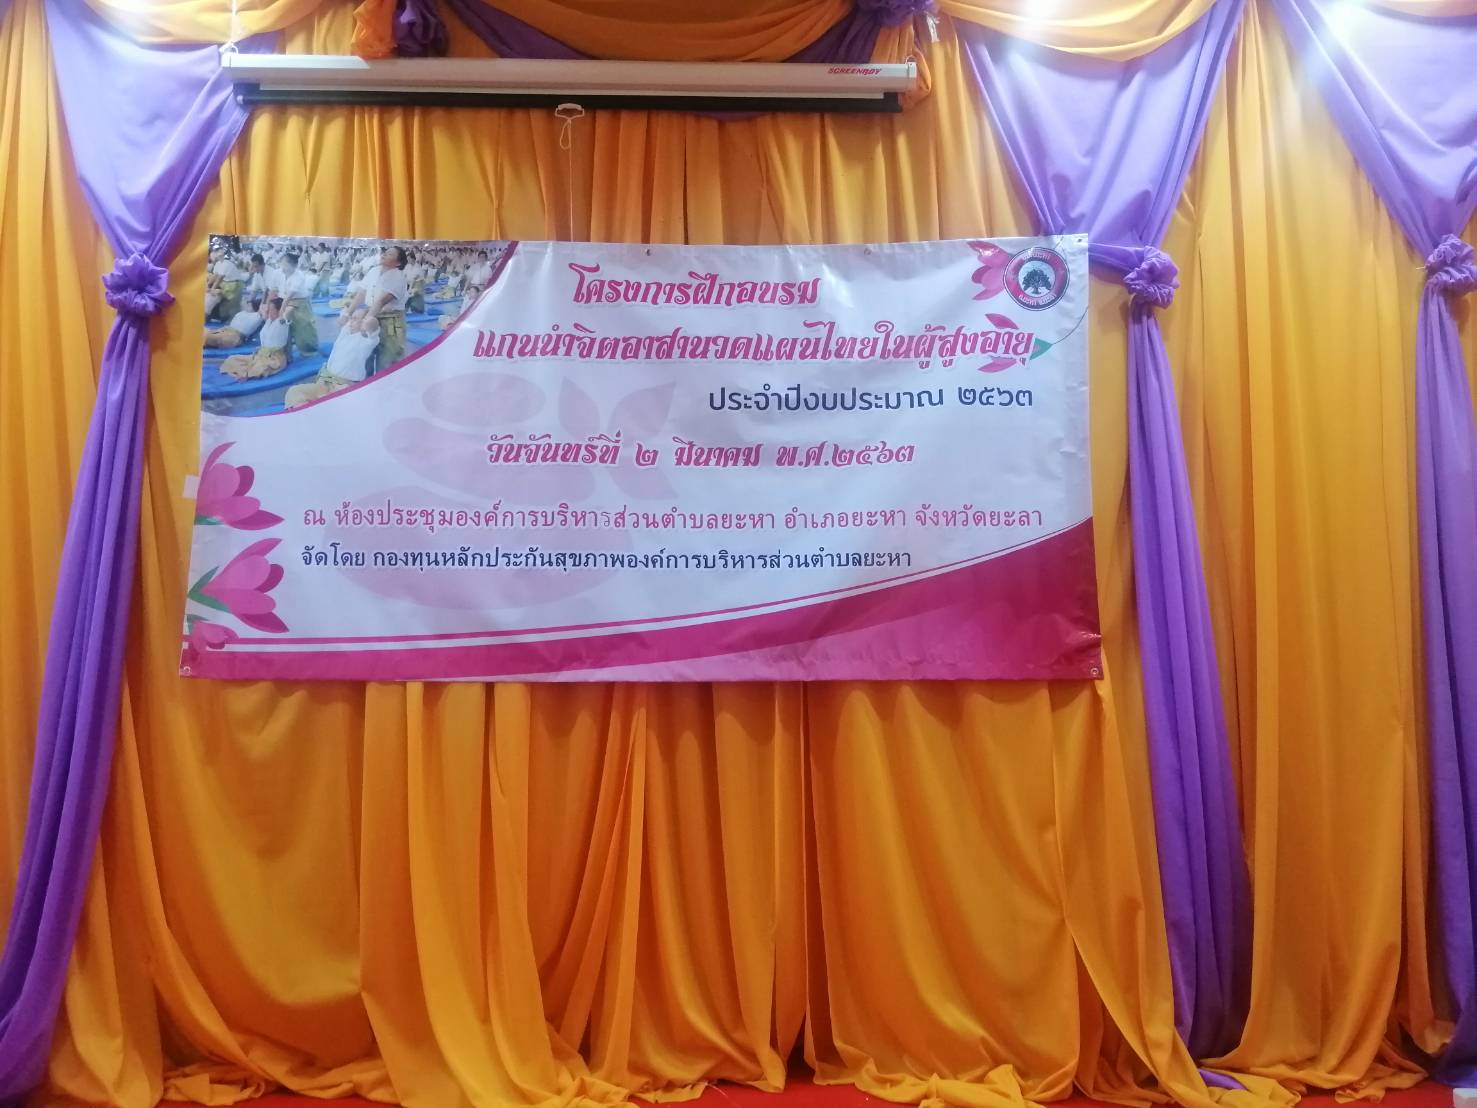 SCREENBOY
โครงการฝึกอบรม
แกนนำจิตอาสานวดแผนไทยในผู้สูงอายุ
ประจำปีงบประมาณ ๒๕๖๓
วันจันทร์ที่ ๒ มีนาคม พ.ศ.๒๕๖๓
ณ ห้องประชุมองค์การบริหารส่วนตำบลยะหา อำเภอยะหา จังหวัดยะลา
จัดโดย กองทุนหลักประกันสุขภาพองค์การบริหารส่วนตำบลยะหา